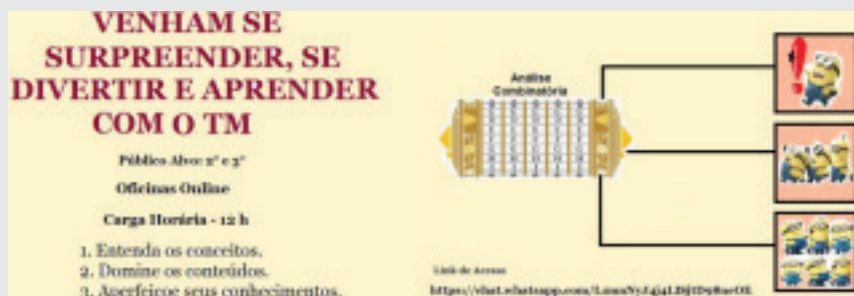 VENHAM SE
SURPREENDER, SE
DIVERTIR E APRENDER
COM O TM
Público Alvo: 2º e 3º
Oficinas Online
Carga Horária - 12 h
1. Entenda os conceitos.
2. Domine os conteúdos.
3. Aperfeiçoe seus conhecimentos.
Análise
Combinatória
Link de Acesso